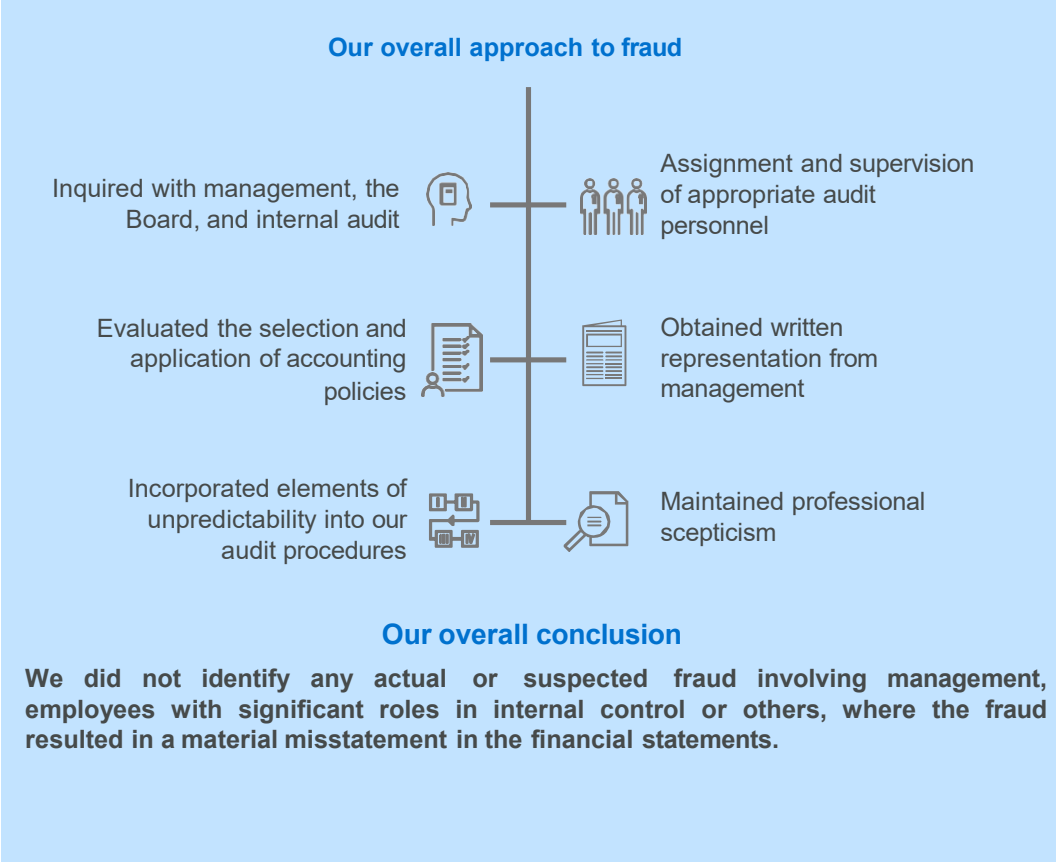 Our overall approach to fraud
Inquired with management, the
Board, and internal audit
Assignment and supervision
of appropriate audit
personnel
Evaluated the selection and
application of accounting
policies
Obtained written
representation from
management
Incorporated elements of
unpredictability into our
audit procedures
I II
III IV
Maintained professional
scepticism
Our overall conclusion
We did not identify any actual or suspected fraud involving management,
employees with significant roles in internal control or others, where the fraud
resulted in a material misstatement in the financial statements.